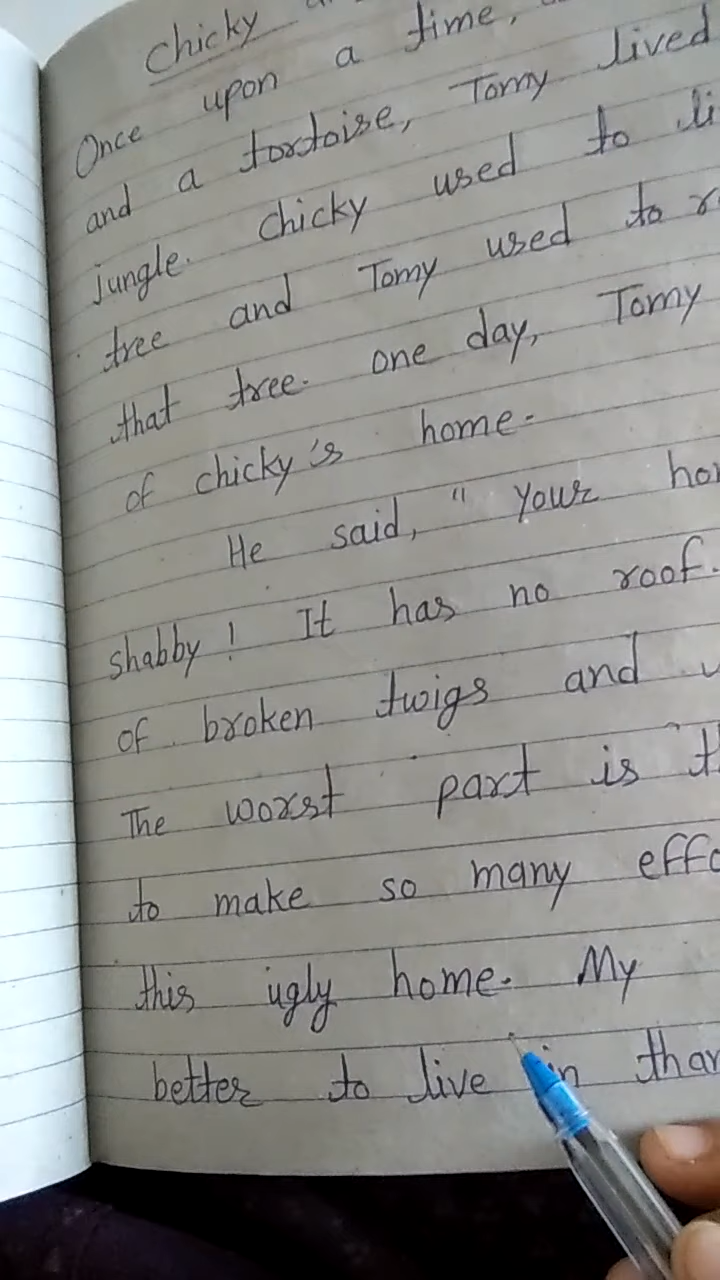 Chicky
Once upon a time,
and a tortoise, Tomy lived
jungle. Chicky used to
tree and Tomy used to
that tree. one day, Tomy
of chicky's home.
He said, " Your
shabby! It has no roof.
of broken twigs and
The worst part is
to make so many
this ugly home. My
better to live in